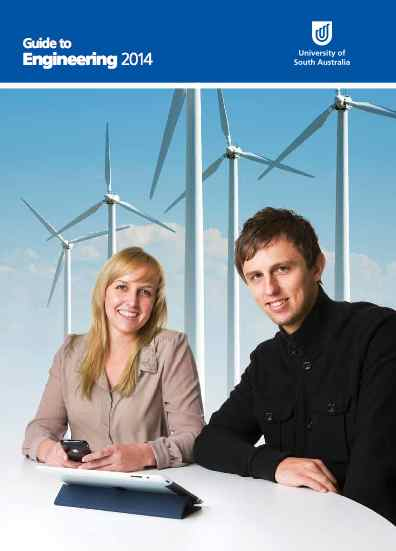 Guide to
Engineering 2014
University of
South Australia